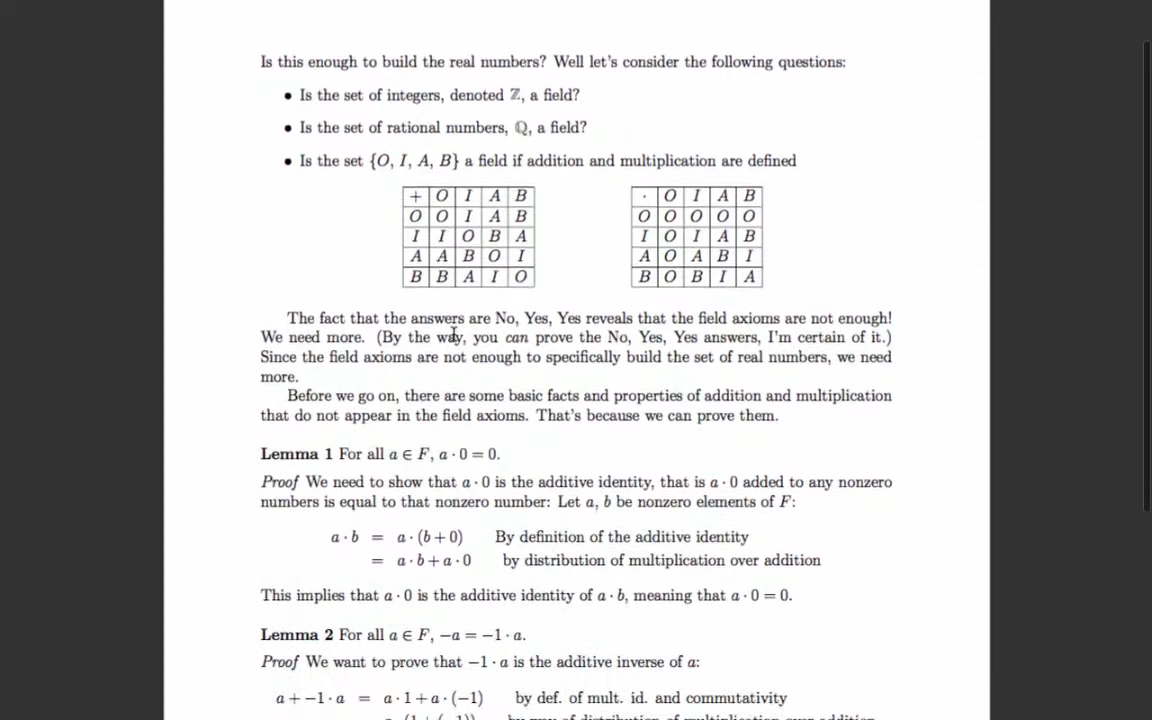 Is this enough to build the real numbers? Well let's consider the following questions:
• Is the set of integers, denoted ℤ, a field?
• Is the set of rational numbers, ℚ, a field?
• Is the set {O, I, A, B} a field if addition and multiplication are defined
+ O I A B
O O I A B
I I O B A
A A B O I
B B A I O
· O I A B
O O O O O
I O I A B
A O A B I
B O B I A
The fact that the answers are No, Yes, Yes reveals that the field axioms are not enough!
We need more. (By the way, you can prove the No, Yes, Yes answers, I'm certain of it.)
Since the field axioms are not enough to specifically build the set of real numbers, we need
more.
Before we go on, there are some basic facts and properties of addition and multiplication
that do not appear in the field axioms. That's because we can prove them.
Lemma 1 For all a ∈ F, a · 0 = 0.
Proof We need to show that a · 0 is the additive identity, that is a · 0 added to any nonzero
numbers is equal to that nonzero number: Let a, b be nonzero elements of F:
a · b = a · (b + 0) By definition of the additive identity
= a · b + a · 0 by distribution of multiplication over addition
This implies that a · 0 is the additive identity of a · b, meaning that a · 0 = 0.
Lemma 2 For all a ∈ F, −a = −1 · a.
Proof We want to prove that −1 · a is the additive inverse of a:
a + −1 · a = a · 1 + a · (−1) by def. of mult. id. and commutativity